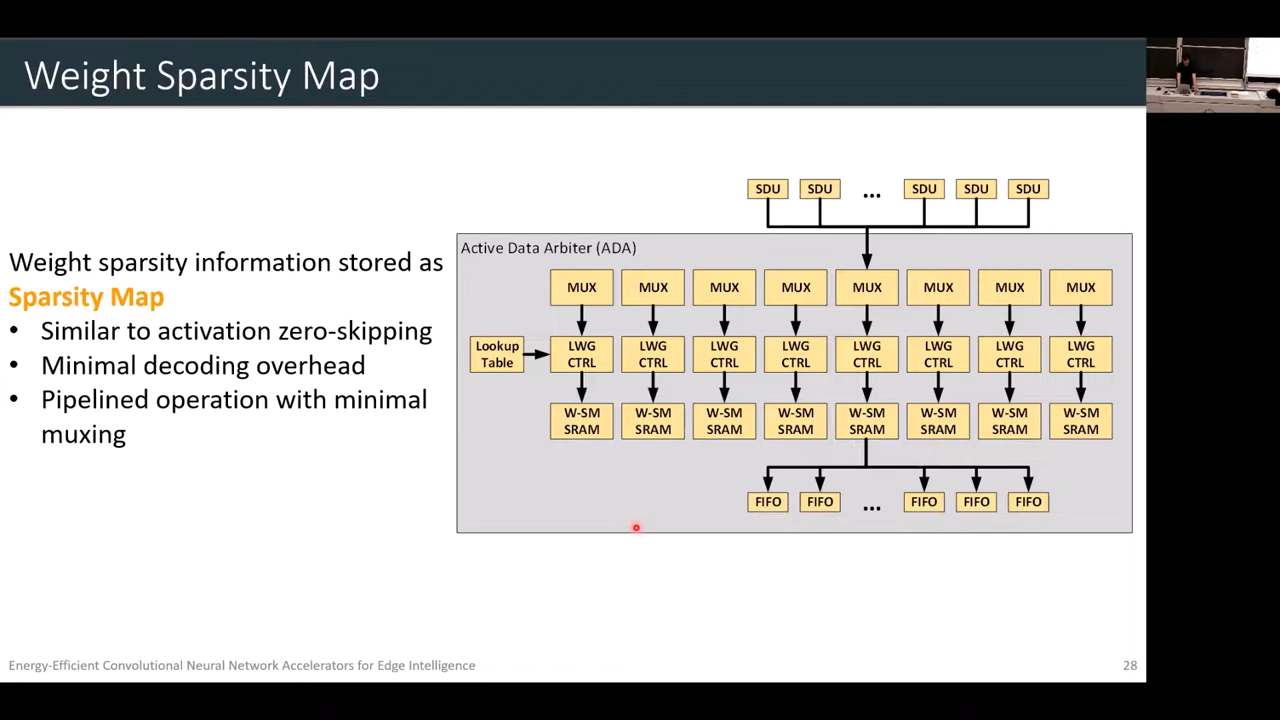 Weight Sparsity Map
Weight sparsity information stored as
Sparsity Map
• Similar to activation zero-skipping
• Minimal decoding overhead
• Pipelined operation with minimal
muxing
SDU SDU ... SDU SDU SDU
Active Data Arbiter (ADA)
MUX MUX MUX MUX MUX MUX MUX MUX
Lookup
Table
LWG LWG LWG LWG LWG LWG LWG LWG
CTRL CTRL CTRL CTRL CTRL CTRL CTRL CTRL
W-SM W-SM W-SM W-SM W-SM W-SM W-SM W-SM
SRAM SRAM SRAM SRAM SRAM SRAM SRAM SRAM
FIFO FIFO ... FIFO FIFO FIFO
Energy-Efficient Convolutional Neural Network Accelerators for Edge Intelligence
28